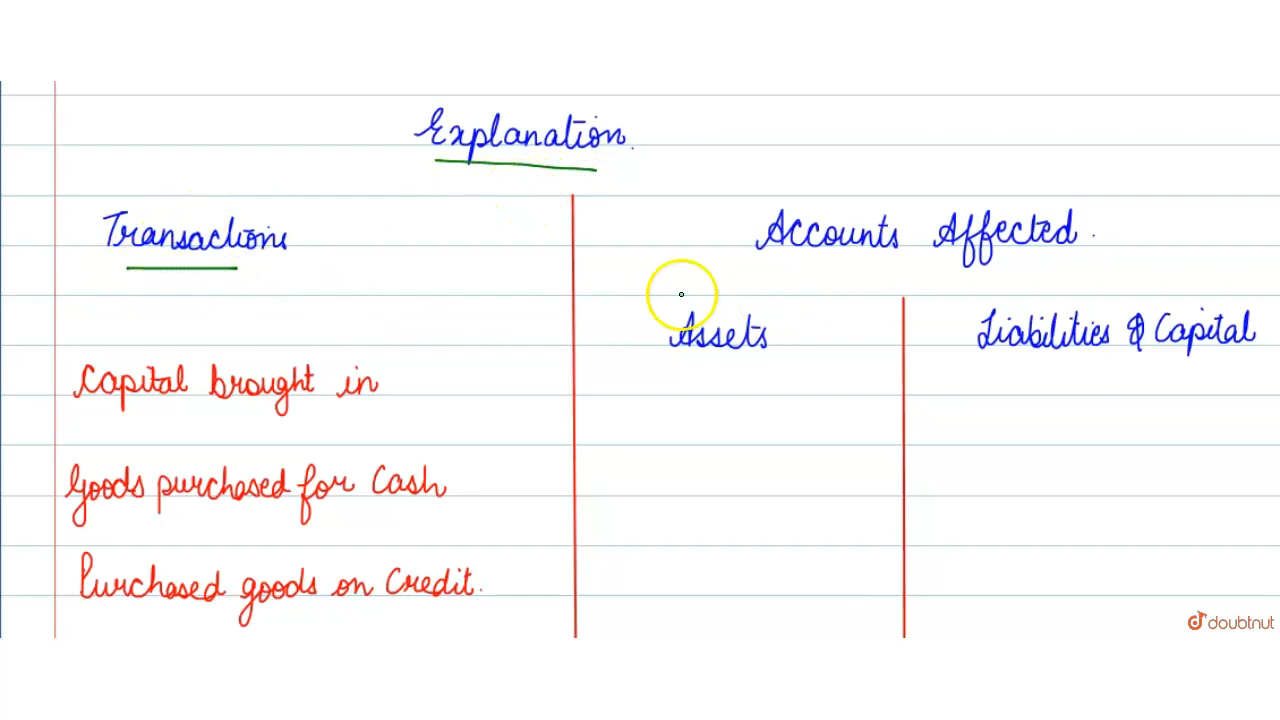 Explanation.
Transactions
Accounts Affected.
Assets
Liabilities & Capital
Capital brought in
Goods purchased for Cash
Purchased goods on Credit.
doubtnut